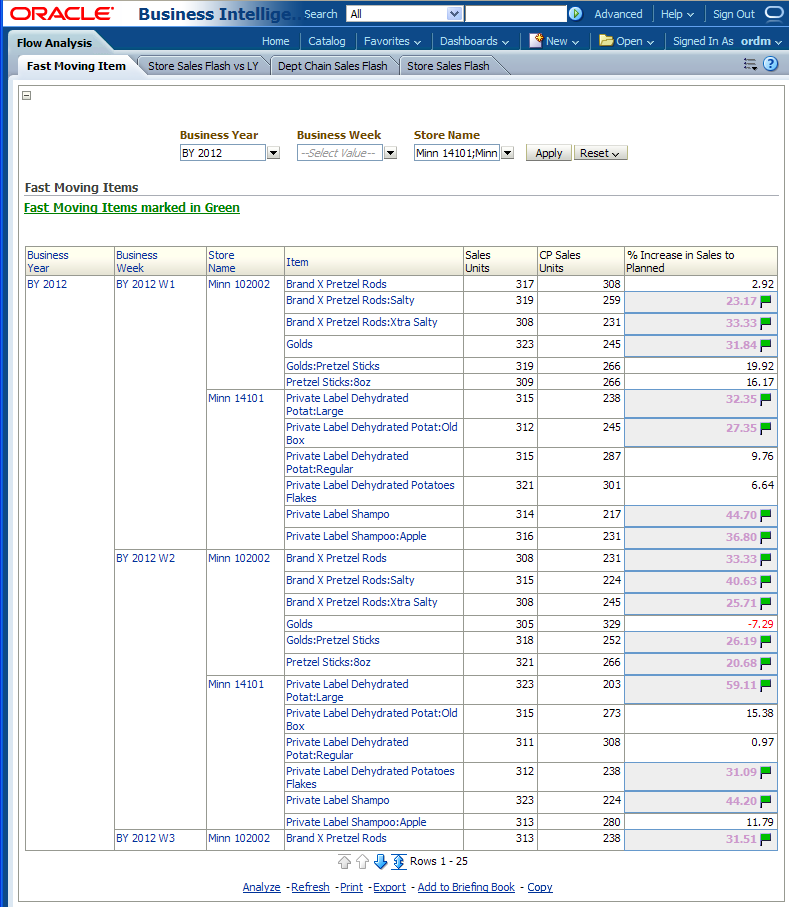 ORACLE® Business Intellige... Search All Advanced Help Sign Out
Flow Analysis Home Catalog Favorites Dashboards New Open Signed In As ordm
Fast Moving Item Store Sales Flash vs LY Dept Chain Sales Flash Store Sales Flash
Business Year Business Week Store Name
BY 2012 --Select Value-- Minn 14101;Minn Apply Reset
Fast Moving Items
Fast Moving Items marked in Green
Business Year Business Week Store Name Item Sales Units CP Sales Units % Increase in Sales to Planned
BY 2012 BY 2012 W1 Minn 102002 Brand X Pretzel Rods 317 308 2.92
Brand X Pretzel Rods:Salty 319 259 23.17
Brand X Pretzel Rods:Xtra Salty 308 231 33.33
Golds 323 245 31.84
Golds:Pretzel Sticks 319 266 19.92
Pretzel Sticks:8oz 309 266 16.17
Minn 14101 Private Label Dehydrated Potat:Large 315 238 32.35
Private Label Dehydrated Potat:Old Box 312 245 27.35
Private Label Dehydrated Potat:Regular 315 287 9.76
Private Label Dehydrated Potatoes Flakes 321 301 6.64
Private Label Shampo 314 217 44.70
Private Label Shampoo:Apple 316 231 36.80
BY 2012 W2 Minn 102002 Brand X Pretzel Rods 308 231 33.33
Brand X Pretzel Rods:Salty 315 224 40.63
Brand X Pretzel Rods:Xtra Salty 308 245 25.71
Golds 305 329 -7.29
Golds:Pretzel Sticks 318 252 26.19
Pretzel Sticks:8oz 321 266 20.68
Minn 14101 Private Label Dehydrated Potat:Large 323 203 59.11
Private Label Dehydrated Potat:Old Box 315 273 15.38
Private Label Dehydrated Potat:Regular 311 308 0.97
Private Label Dehydrated Potatoes Flakes 312 238 31.09
Private Label Shampo 323 224 44.20
Private Label Shampoo:Apple 313 280 11.79
BY 2012 W3 Minn 102002 Brand X Pretzel Rods 313 238 31.51
Rows 1 - 25
Analyze - Refresh - Print - Export - Add to Briefing Book - Copy